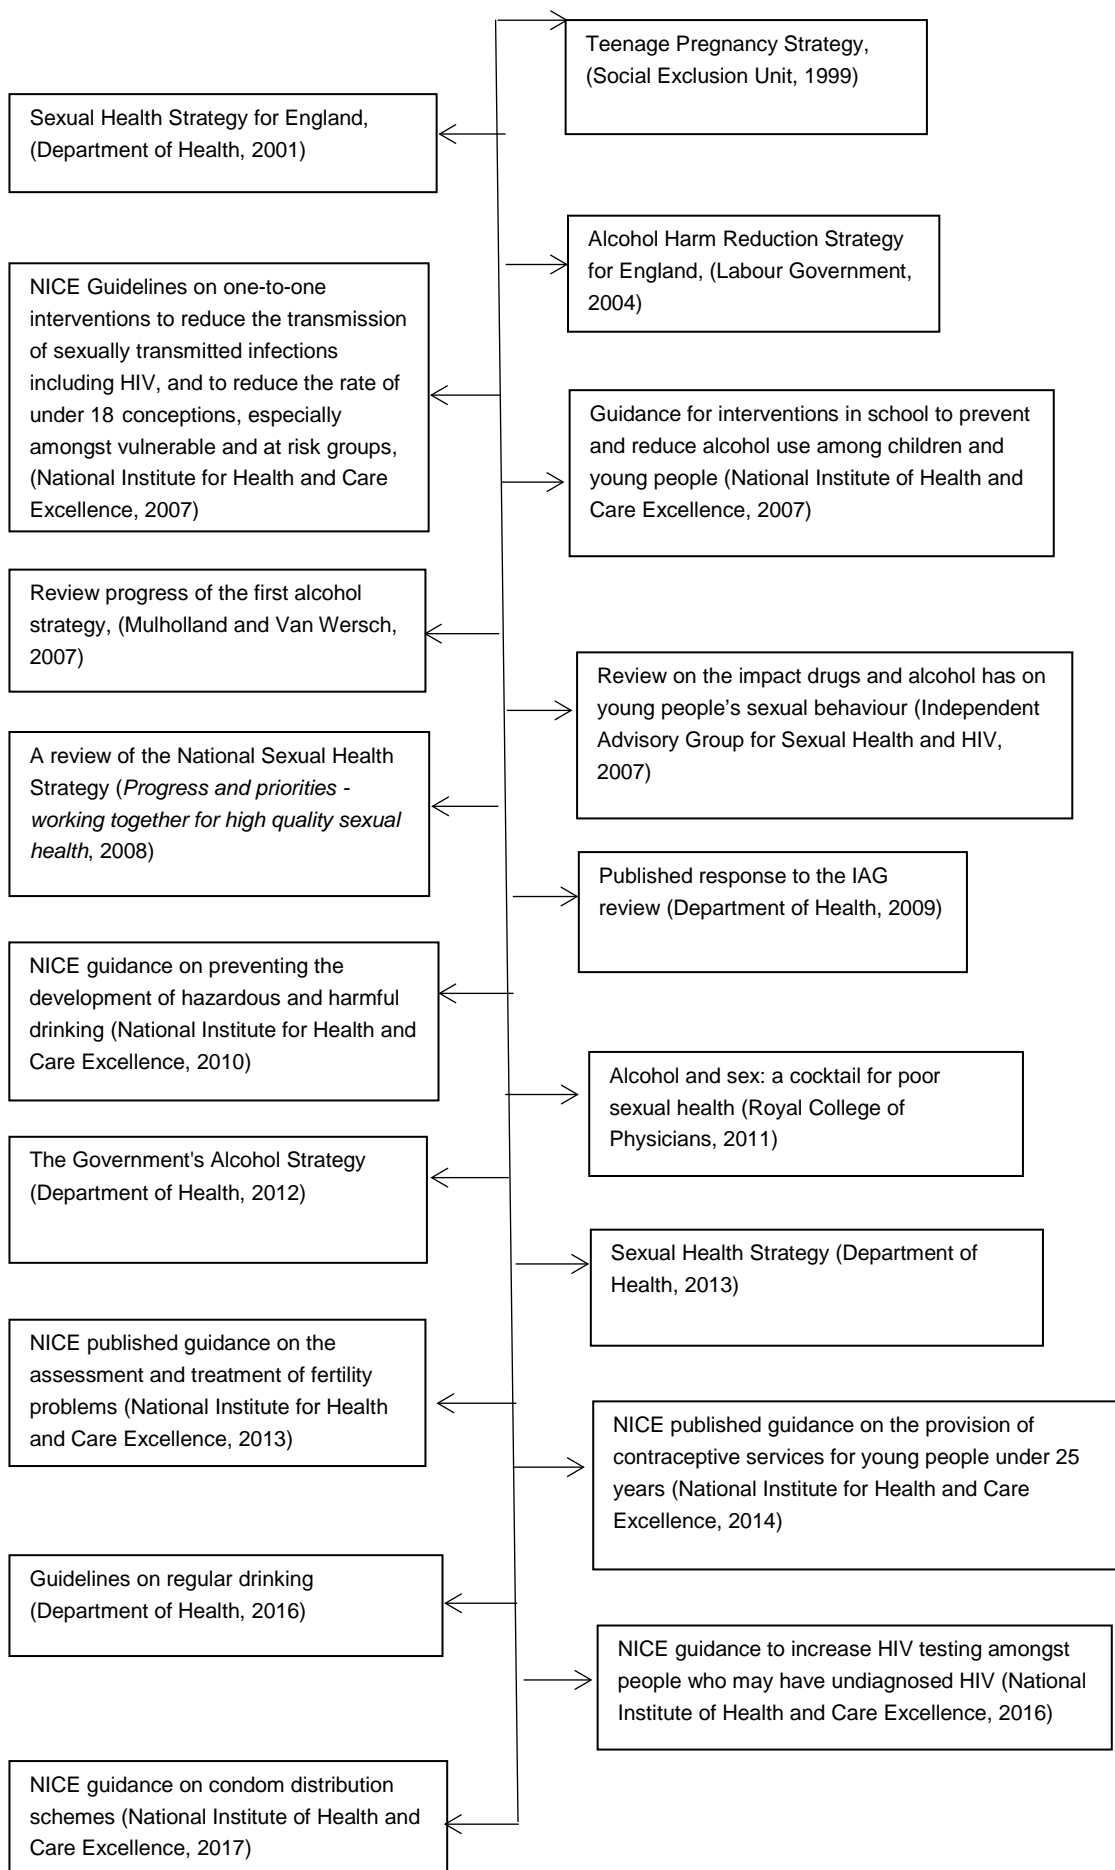 Teenage Pregnancy Strategy,
(Social Exclusion Unit, 1999)
Sexual Health Strategy for England,
(Department of Health, 2001)
Alcohol Harm Reduction Strategy
for England, (Labour Government,
2004)
NICE Guidelines on one-to-one
interventions to reduce the transmission
of sexually transmitted infections
including HIV, and to reduce the rate of
under 18 conceptions, especially
amongst vulnerable and at risk groups,
(National Institute for Health and Care
Excellence, 2007)
Guidance for interventions in school to prevent
and reduce alcohol use among children and
young people (National Institute of Health and
Care Excellence, 2007)
Review progress of the first alcohol
strategy, (Mulholland and Van Wersch,
2007)
Review on the impact drugs and alcohol has on
young people’s sexual behaviour (Independent
Advisory Group for Sexual Health and HIV,
2007)
A review of the National Sexual Health
Strategy (Progress and priorities -
working together for high quality sexual
health, 2008)
Published response to the IAG
review (Department of Health, 2009)
NICE guidance on preventing the
development of hazardous and harmful
drinking (National Institute for Health and
Care Excellence, 2010)
Alcohol and sex: a cocktail for poor
sexual health (Royal College of
Physicians, 2011)
The Government's Alcohol Strategy
(Department of Health, 2012)
Sexual Health Strategy (Department of
Health, 2013)
NICE published guidance on the
assessment and treatment of fertility
problems (National Institute for Health
and Care Excellence, 2013)
NICE published guidance on the provision of
contraceptive services for young people under 25
years (National Institute for Health and Care
Excellence, 2014)
Guidelines on regular drinking
(Department of Health, 2016)
NICE guidance to increase HIV testing amongst
people who may have undiagnosed HIV (National
Institute of Health and Care Excellence, 2016)
NICE guidance on condom distribution
schemes (National Institute of Health and
Care Excellence, 2017)